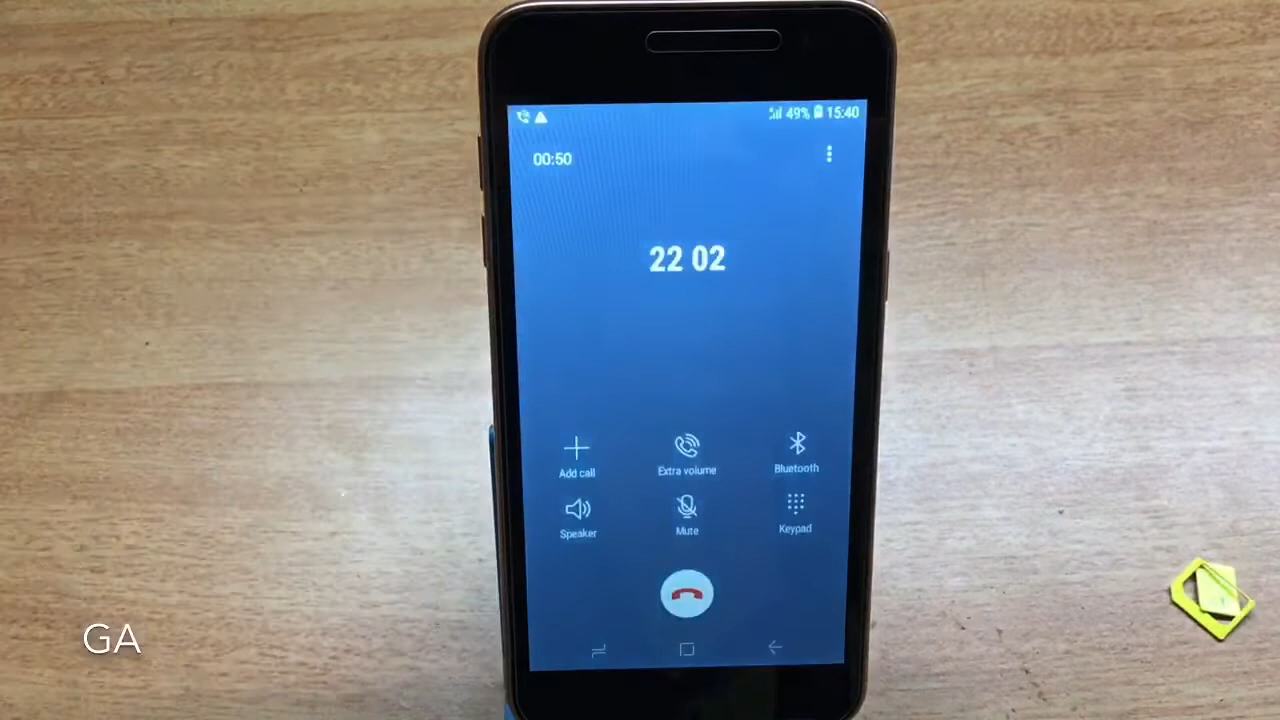 49% 15:40
00:50
22 02
Add call
Extra volume
Bluetooth
Speaker
Mute
Keypad
GA